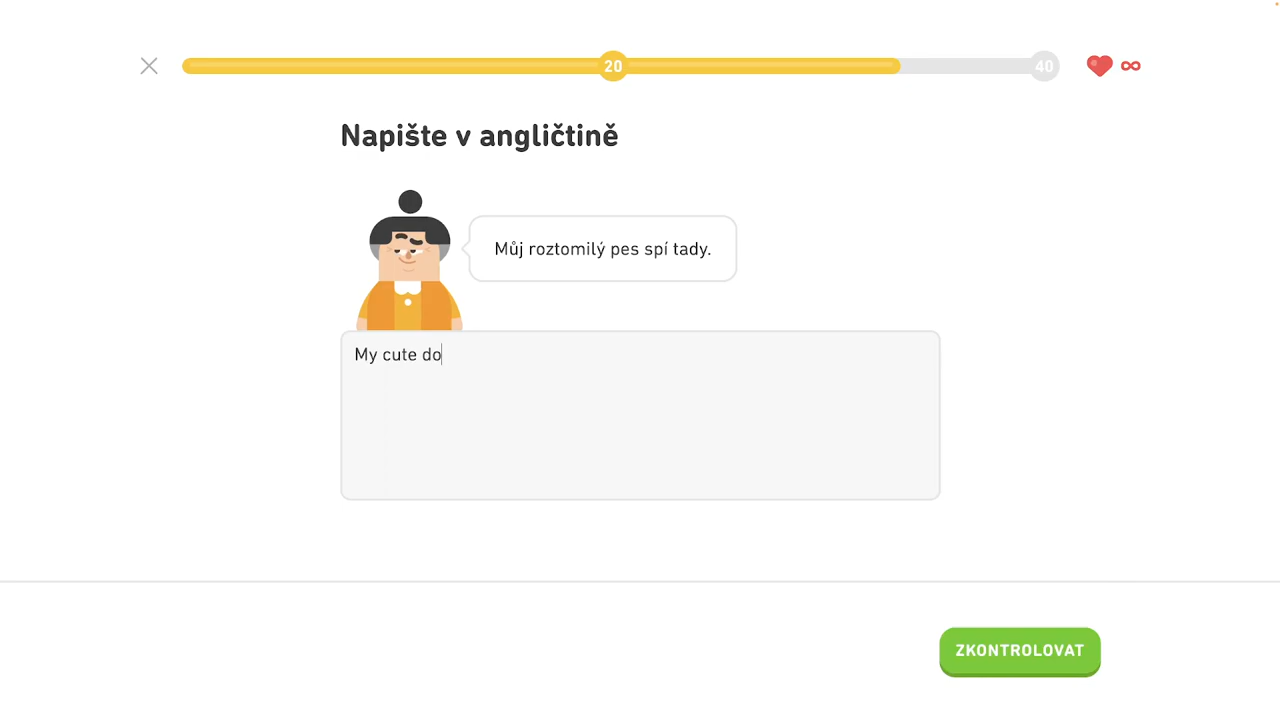 20
40
∞
Napište v angličtině
Můj roztomilý pes spí tady.
My cute do
ZKONTROLOVAT